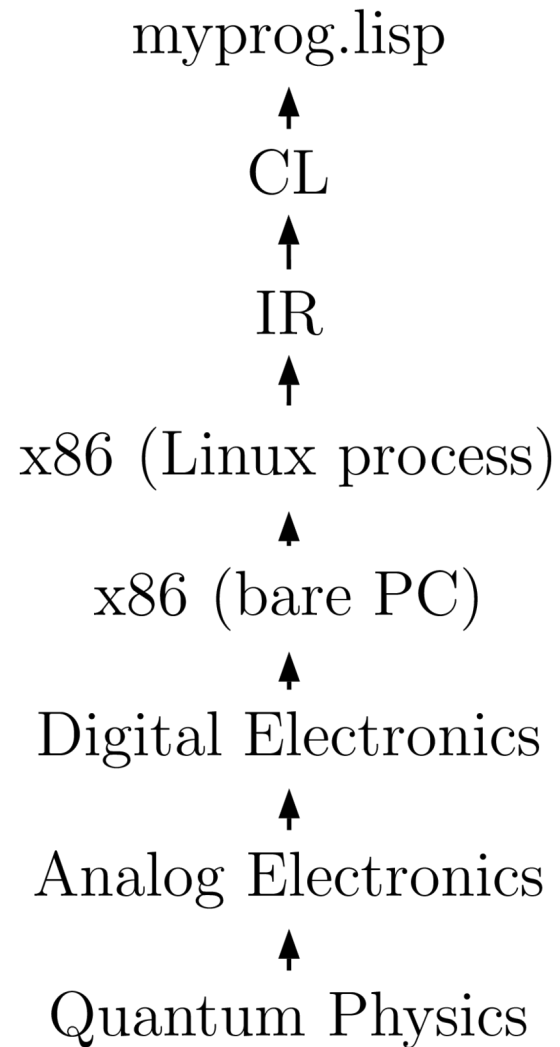 myprog.lisp
CL
IR
x86 (Linux process)
x86 (bare PC)
Digital Electronics
Analog Electronics
Quantum Physics